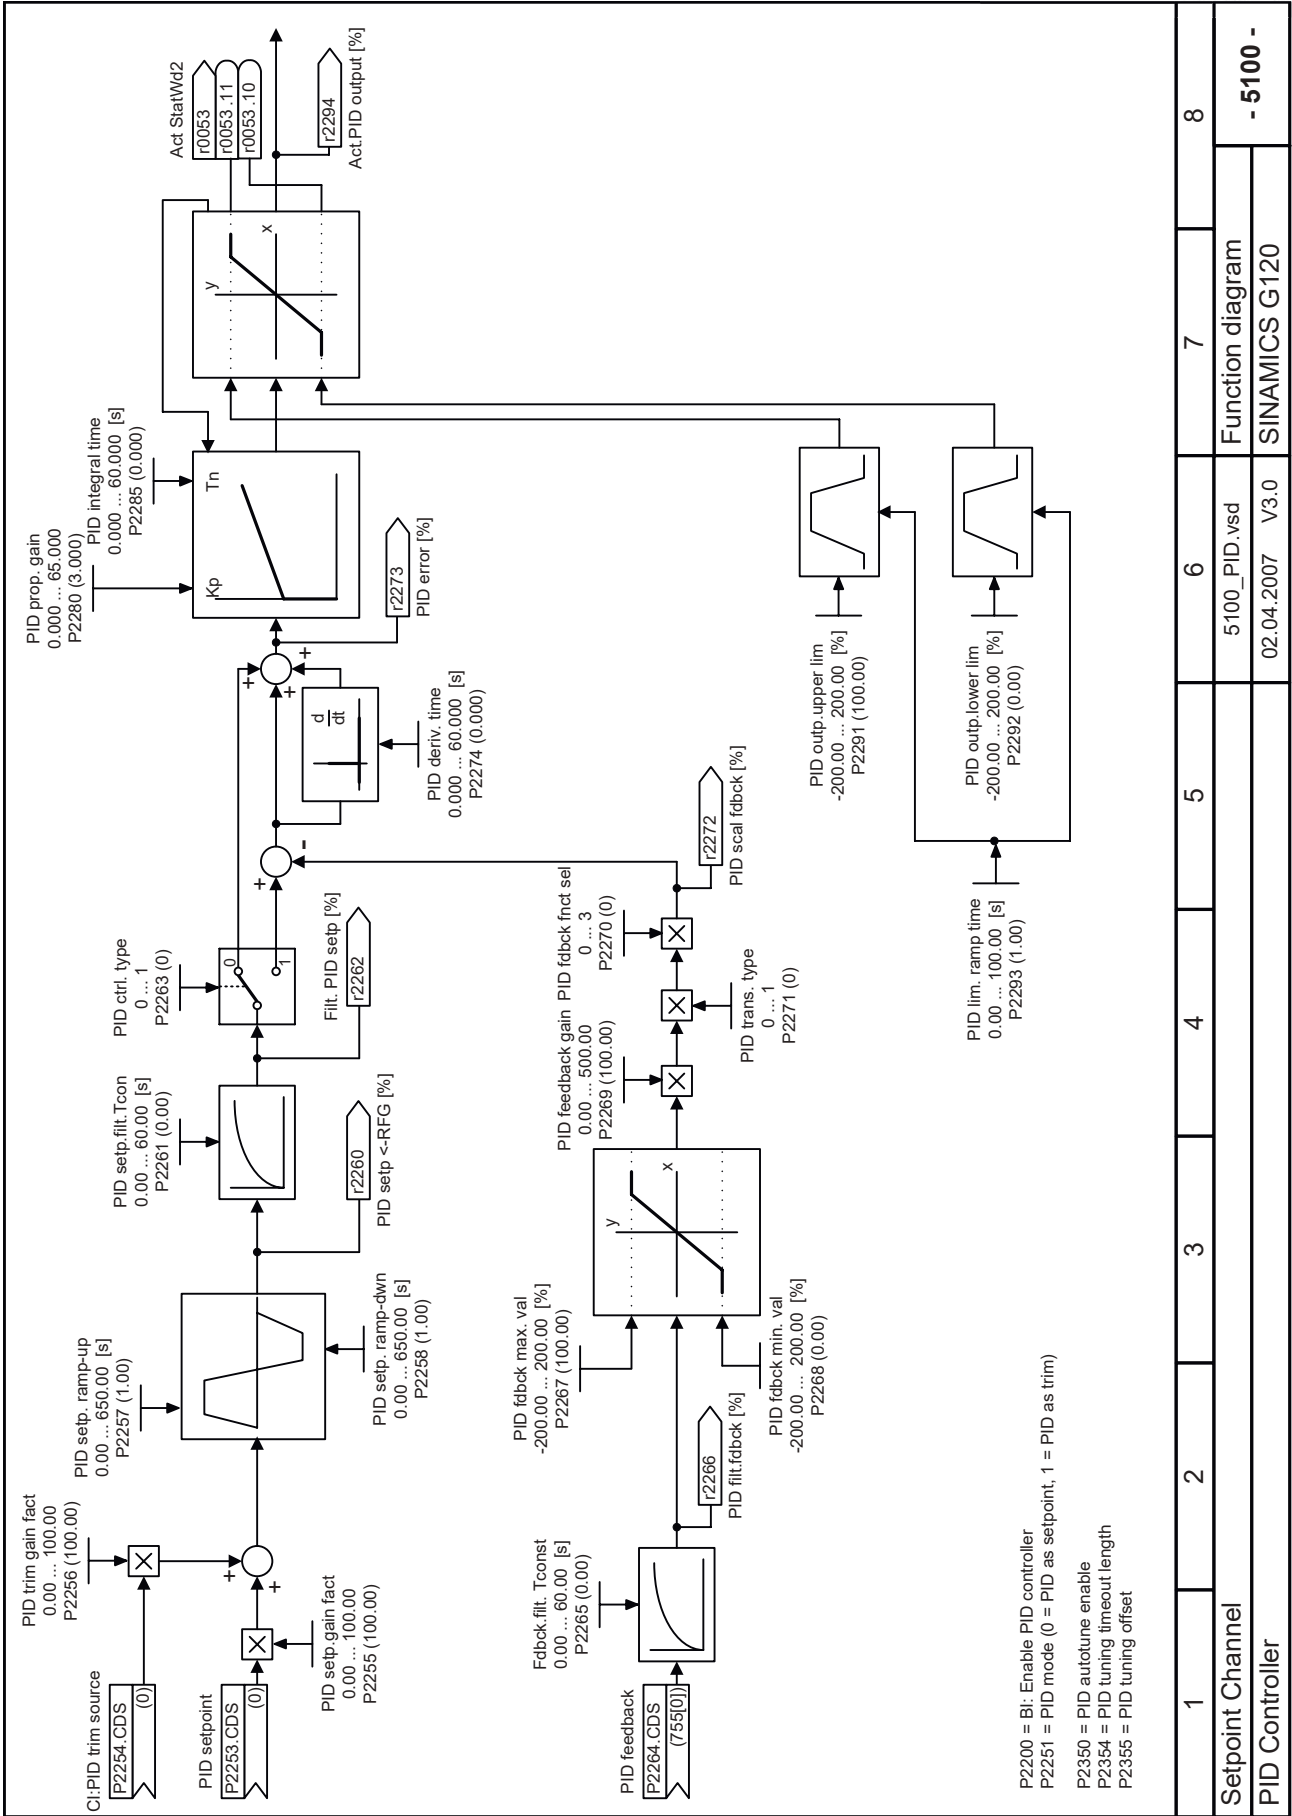 CI:PID trim source
P2254.CDS
(0)
PID trim gain fact
0.00 ... 100.00
P2256 (100.00)
PID setpoint
P2253.CDS
(0)
PID setp.gain fact
0.00 ... 100.00
P2255 (100.00)
+
+
PID setp. ramp-up
0.00 ... 650.00 [s]
P2257 (1.00)
PID setp. ramp-dwn
0.00 ... 650.00 [s]
P2258 (1.00)
r2260
PID setp <-RFG [%]
PID setp.filt.Tcon
0.00 ... 60.00 [s]
P2261 (0.00)
Filt. PID setp [%]
r2262
PID ctrl. type
0 ... 1
P2263 (0)
0
1
+
-
+
+
+
d
dt
PID deriv. time
0.000 ... 60.000 [s]
P2274 (0.000)
r2273
PID error [%]
PID prop. gain
0.000 ... 65.000
P2280 (3.000)
PID integral time
0.000 ... 60.000 [s]
P2285 (0.000)
Kp
Tn
y
x
Act StatWd2
r0053
r0053 .11
r0053 .10
r2294
Act.PID output [%]
PID feedback
P2264.CDS
(755[0])
Fdbck.filt. Tconst
0.00 ... 60.00 [s]
P2265 (0.00)
r2266
PID filt.fdbck [%]
PID fdbck max. val
-200.00 ... 200.00 [%]
P2267 (100.00)
PID fdbck min. val
-200.00 ... 200.00 [%]
P2268 (0.00)
y
x
PID feedback gain
0.00 ... 500.00
P2269 (100.00)
PID trans. type
0 ... 1
P2271 (0)
PID fdbck fnct sel
0 ... 3
P2270 (0)
r2272
PID scal fdbck [%]
PID outp.upper lim
-200.00 ... 200.00 [%]
P2291 (100.00)
PID outp.lower lim
-200.00 ... 200.00 [%]
P2292 (0.00)
PID lim. ramp time
0.00 ... 100.00 [s]
P2293 (1.00)
P2200 = BI: Enable PID controller
P2251 = PID mode (0 = PID as setpoint, 1 = PID as trim)
P2350 = PID autotune enable
P2354 = PID tuning timeout length
P2355 = PID tuning offset
1 2 3 4 5 6 7 8
Setpoint Channel
5100_PID.vsd
Function diagram
- 5100 -
PID Controller
02.04.2007 V3.0
SINAMICS G120